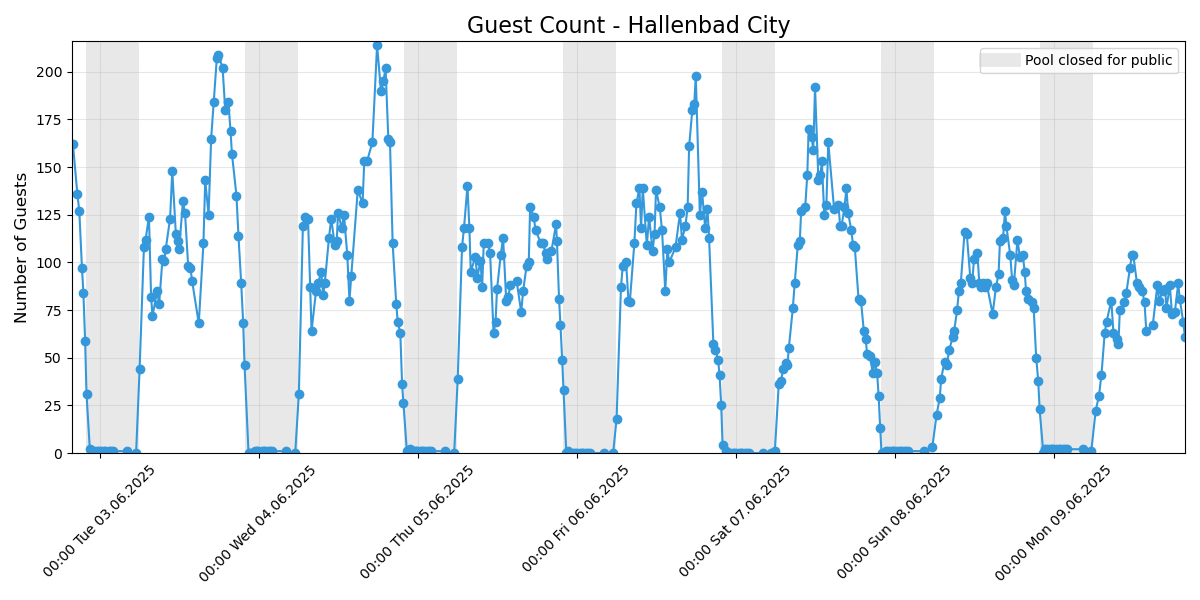 Guest Count - Hallenbad City
Pool closed for public
Number of Guests
200
175
150
125
100
75
50
25
0
00:00 Tue 03.06.2025
00:00 Wed 04.06.2025
00:00 Thu 05.06.2025
00:00 Fri 06.06.2025
00:00 Sat 07.06.2025
00:00 Sun 08.06.2025
00:00 Mon 09.06.2025